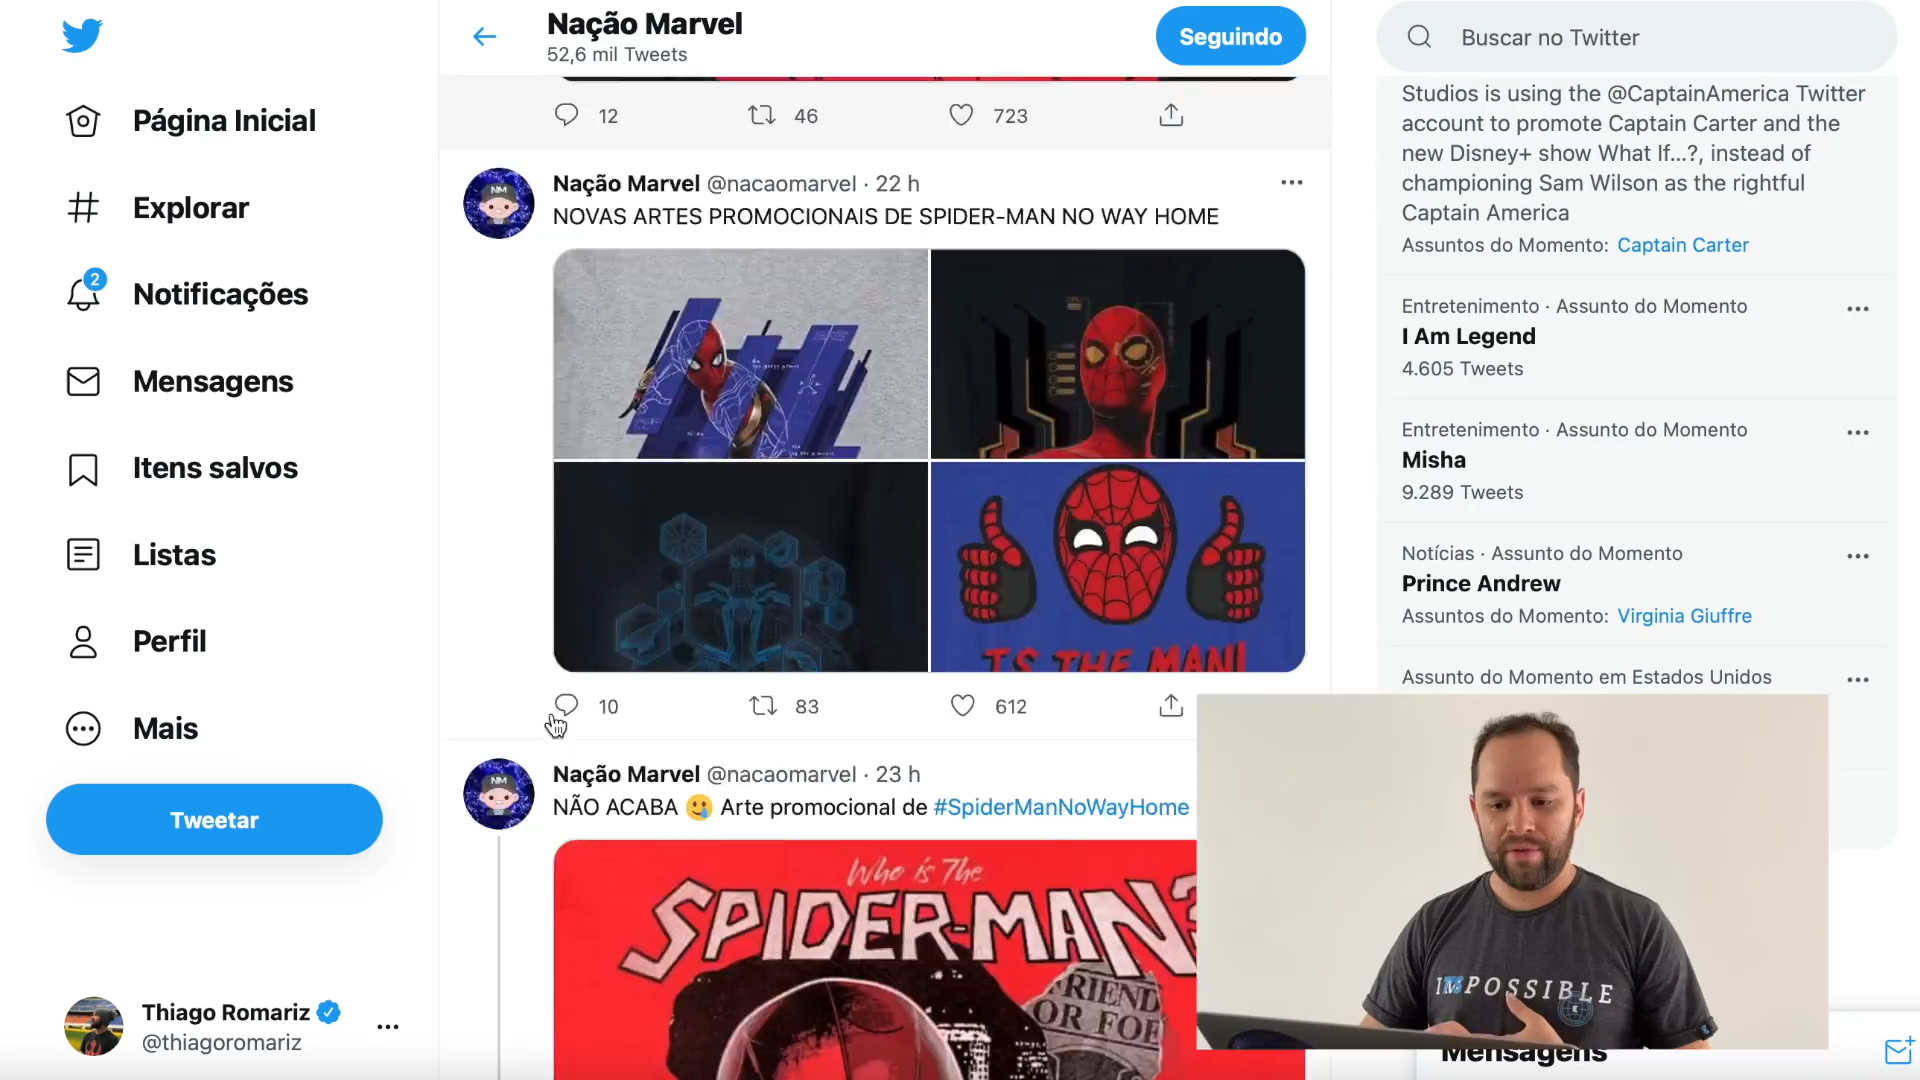 Nação Marvel
52,6 mil Tweets
Seguindo
Buscar no Twitter
Página Inicial
Explorar
2
Notificações
Mensagens
Itens salvos
Listas
Perfil
Mais
Tweetar
Thiago Romariz
@thiagoromariz
12
46
723
Nação Marvel @nacaomarvel · 22 h
NOVAS ARTES PROMOCIONAIS DE SPIDER-MAN NO WAY HOME
NM
IS THE MAN!
10
83
612
Nação Marvel @nacaomarvel · 23 h
NÃO ACABA 🥲 Arte promocional de #SpiderManNoWayHome
NM
Who is The
SPIDER-MAN?
FRIEND
OR FOE
Studios is using the @CaptainAmerica Twitter
account to promote Captain Carter and the
new Disney+ show What If...?, instead of
championing Sam Wilson as the rightful
Captain America
Assuntos do Momento: Captain Carter
Entretenimento · Assunto do Momento
I Am Legend
4.605 Tweets
Entretenimento · Assunto do Momento
Misha
9.289 Tweets
Notícias · Assunto do Momento
Prince Andrew
Assuntos do Momento: Virginia Giuffre
Assunto do Momento em Estados Unidos
IMPOSSIBLE
Mensagens